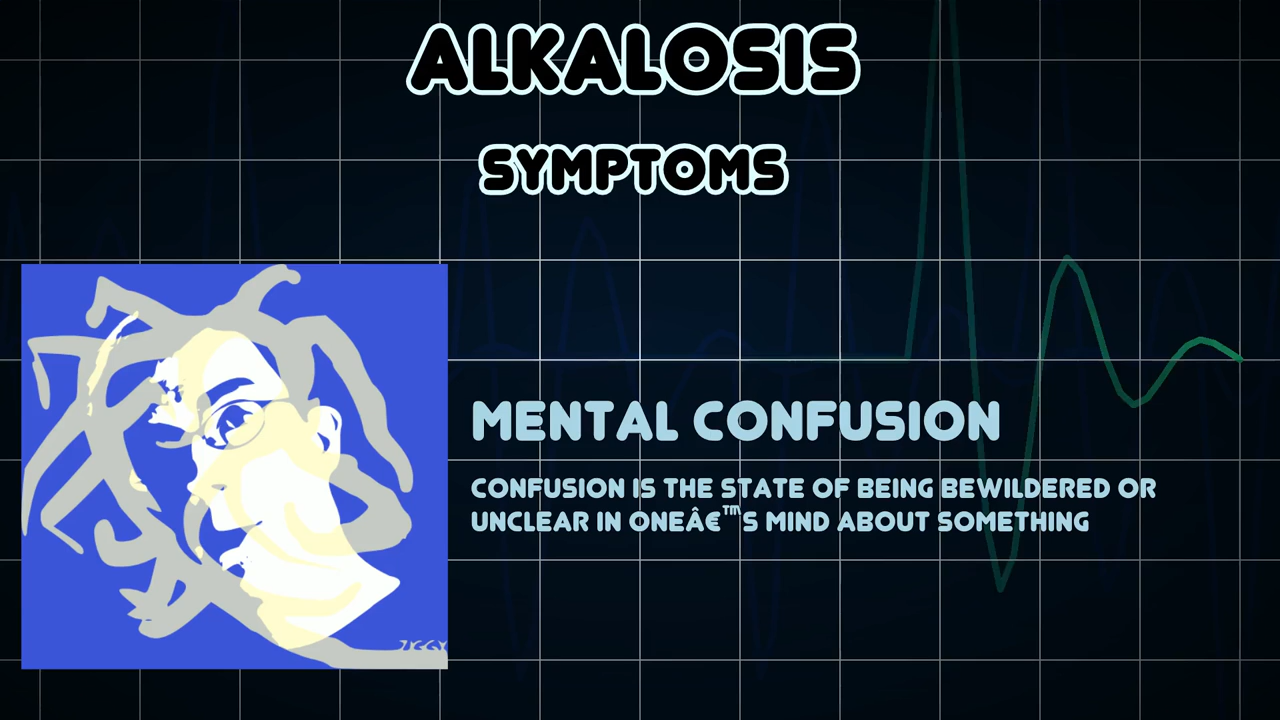 ALKALOSIS
SYMPTOMS
MENTAL CONFUSION
CONFUSION IS THE STATE OF BEING BEWILDERED OR
UNCLEAR IN ONEÂ€™S MIND ABOUT SOMETHING
ZIGGY